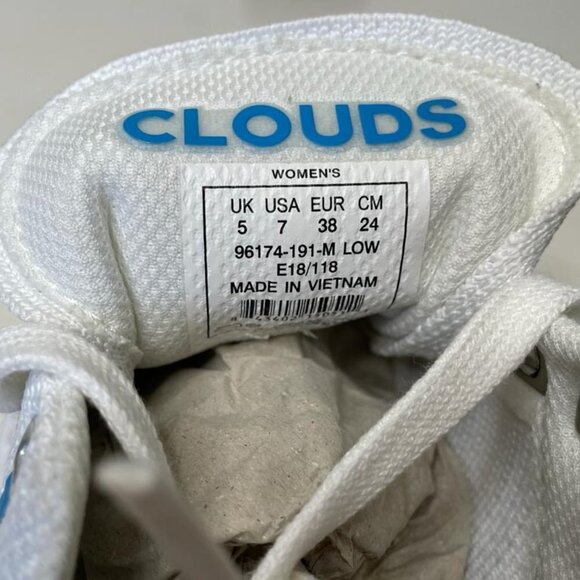 CLOUDS
WOMEN'S
UK USA EUR CM
5 7 38 24
96174-191-M LOW
E18/118
MADE IN VIETNAM